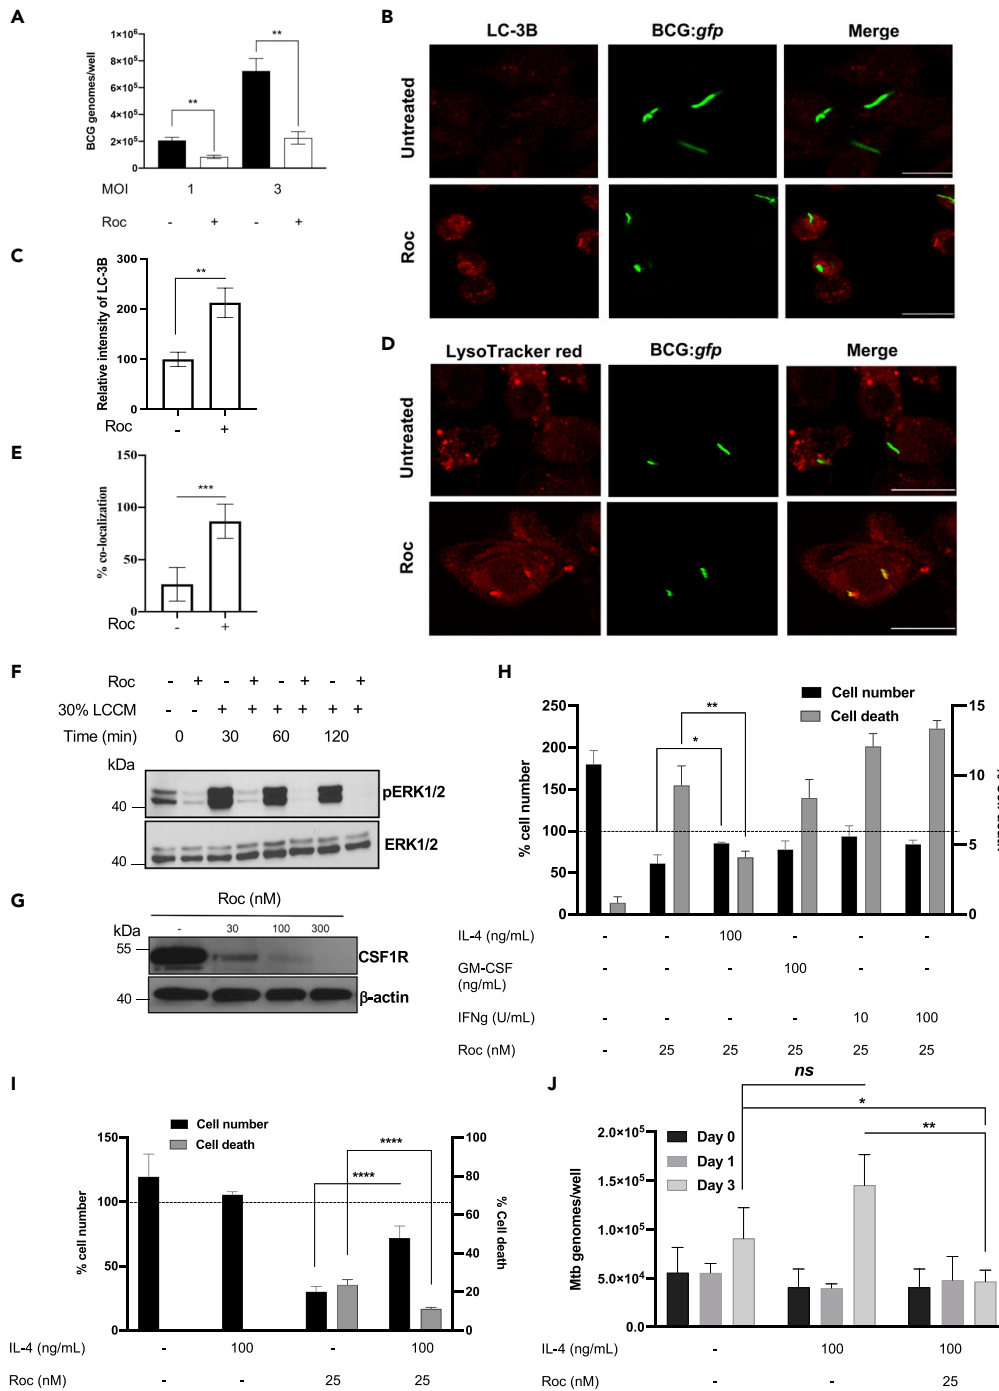 A
1×10⁶
8×10⁵
6×10⁵
4×10⁵
2×10⁵
0
BCG genomes/well
**
**
MOI 1 3
Roc - + - +
B
LC-3B BCG:gfp Merge
Untreated
Roc
C
300
200
100
0
Relative intensity of LC-3B
**
Roc - +
D
LysoTracker red BCG:gfp Merge
Untreated
Roc
E
150
100
50
0
% co-localization
***
Roc - +
F
Roc - + - + - + - +
30% LCCM - - + + + + + +
Time (min) 0 30 60 120
kDa
40
pERK1/2
40
ERK1/2
G
Roc (nM)
kDa - 30 100 300
55
CSF1R
40
β-actin
H
Cell number
Cell death
250
200
150
100
50
0
% cell number
15
10
5
0
*
**
IL-4 (ng/mL) - - 100 - - -
GM-CSF
(ng/mL) - - - 100 - -
IFNg (U/mL) - - - - 10 100
Roc (nM) - 25 25 25 25 25
I
Cell number
Cell death
150
100
50
0
% cell number
100
80
60
40
20
0
% Cell death
****
****
IL-4 (ng/mL) - 100 - 100
Roc (nM) - - 25 25
J
ns
*
**
Day 0
Day 1
Day 3
2.0×10⁵
1.5×10⁵
1.0×10⁵
5.0×10⁴
0.0
Mtb genomes/well
IL-4 (ng/mL) - 100 100
Roc (nM) - - 25